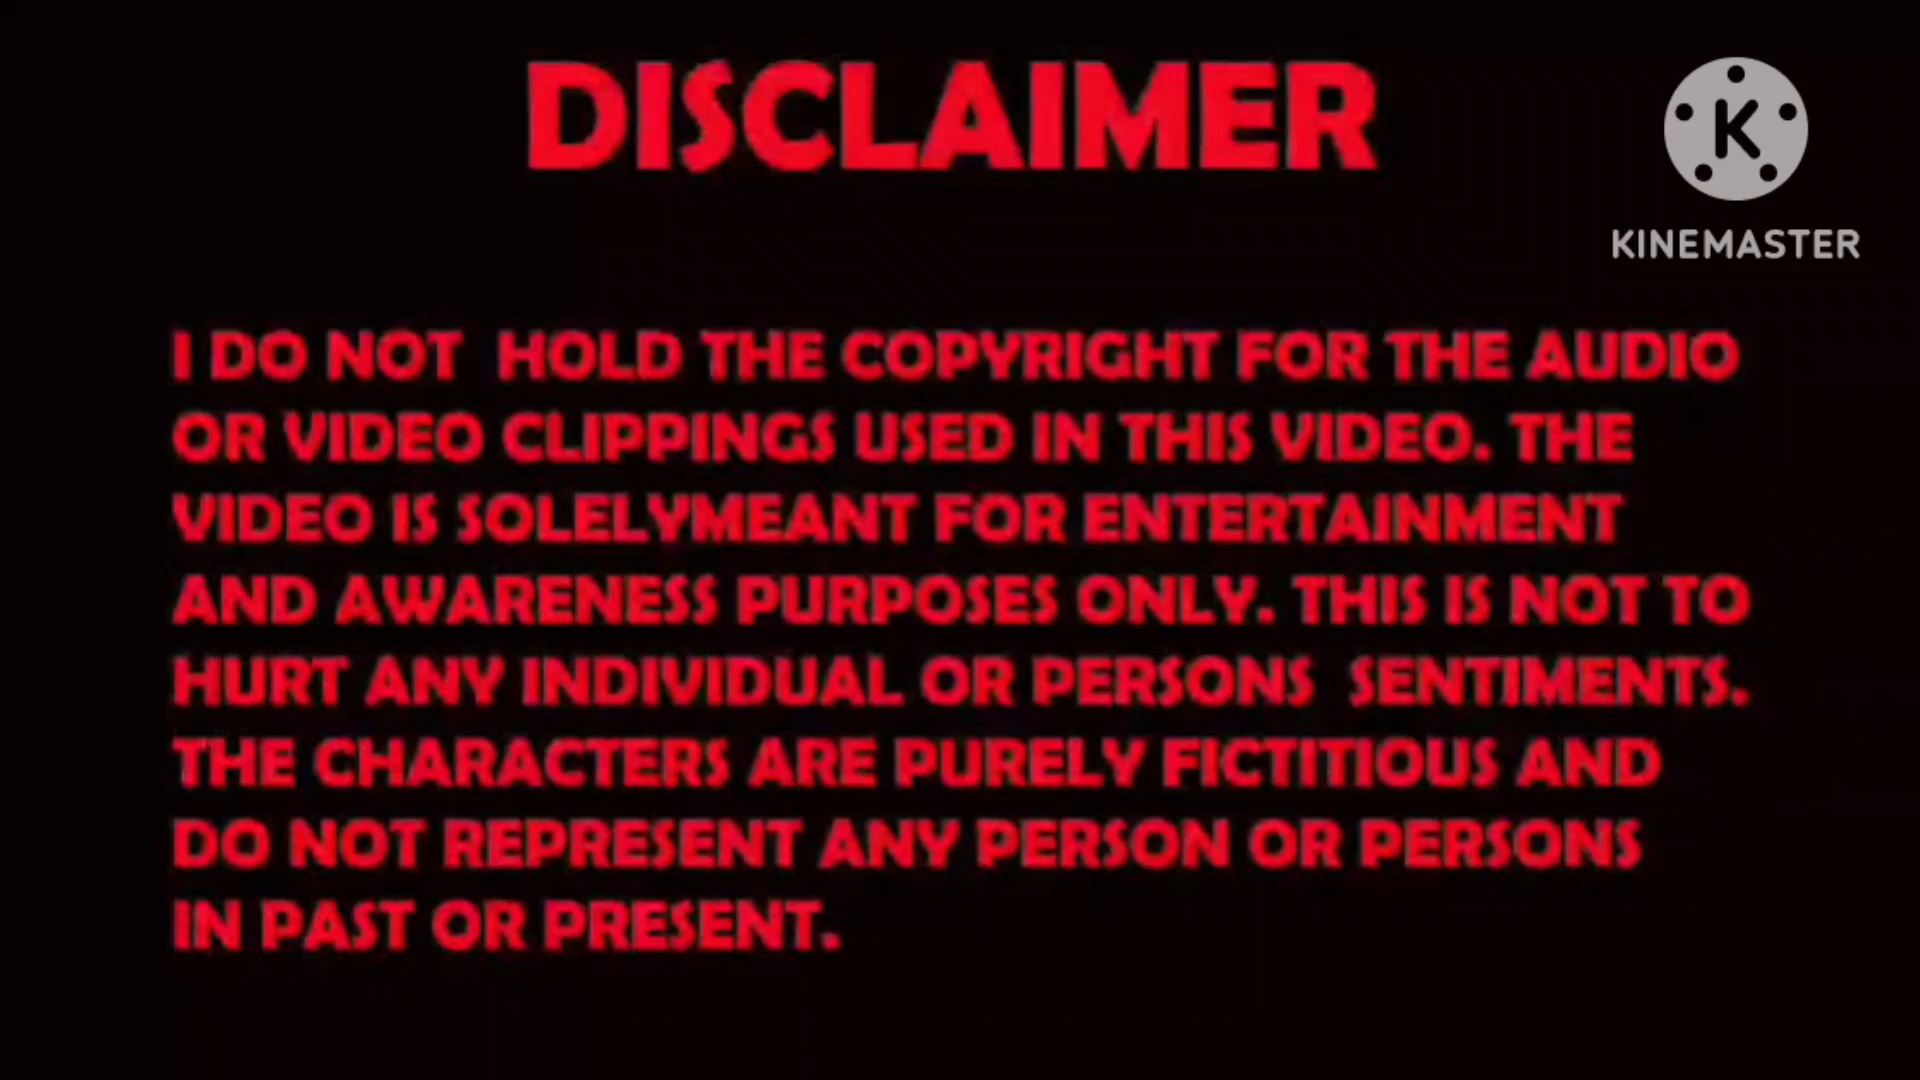 DISCLAIMER
K
KINEMASTER
I DO NOT HOLD THE COPYRIGHT FOR THE AUDIO
OR VIDEO CLIPPINGS USED IN THIS VIDEO. THE
VIDEO IS SOLELYMEANT FOR ENTERTAINMENT
AND AWARENESS PURPOSES ONLY. THIS IS NOT TO
HURT ANY INDIVIDUAL OR PERSONS SENTIMENTS.
THE CHARACTERS ARE PURELY FICTITIOUS AND
DO NOT REPRESENT ANY PERSON OR PERSONS
IN PAST OR PRESENT.